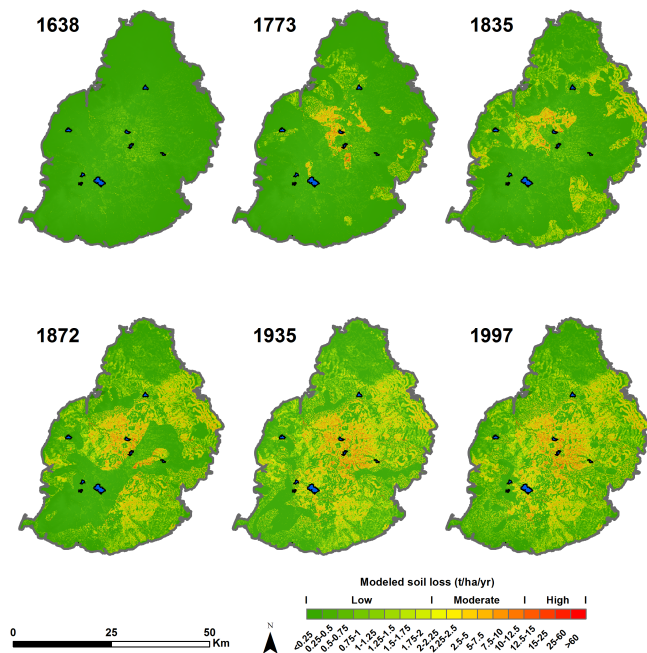 1638
1773
1835
1872
1935
1997
Modeled soil loss (t/ha/yr)
I Low I Moderate I High I
<0.25 0.25-0.5 0.5-0.75 0.75-1 1-1.25 1.25-1.5 1.5-1.75 1.75-2 2-2.25 2.25-2.5 2.5-5 5-7.5 7.5-10 10-12.5 12.5-15 15-25 25-60 >60
0 25 50
Km
N